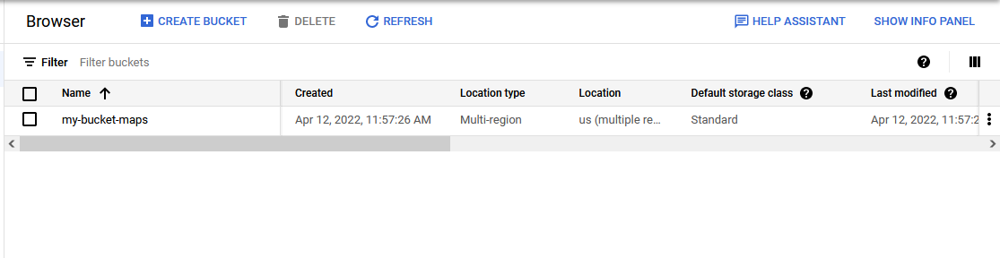 Browser CREATE BUCKET DELETE REFRESH HELP ASSISTANT SHOW INFO PANEL
Filter Filter buckets
Name Created Location type Location Default storage class Last modified
my-bucket-maps Apr 12, 2022, 11:57:26 AM Multi-region us (multiple re... Standard Apr 12, 2022, 11:57:2